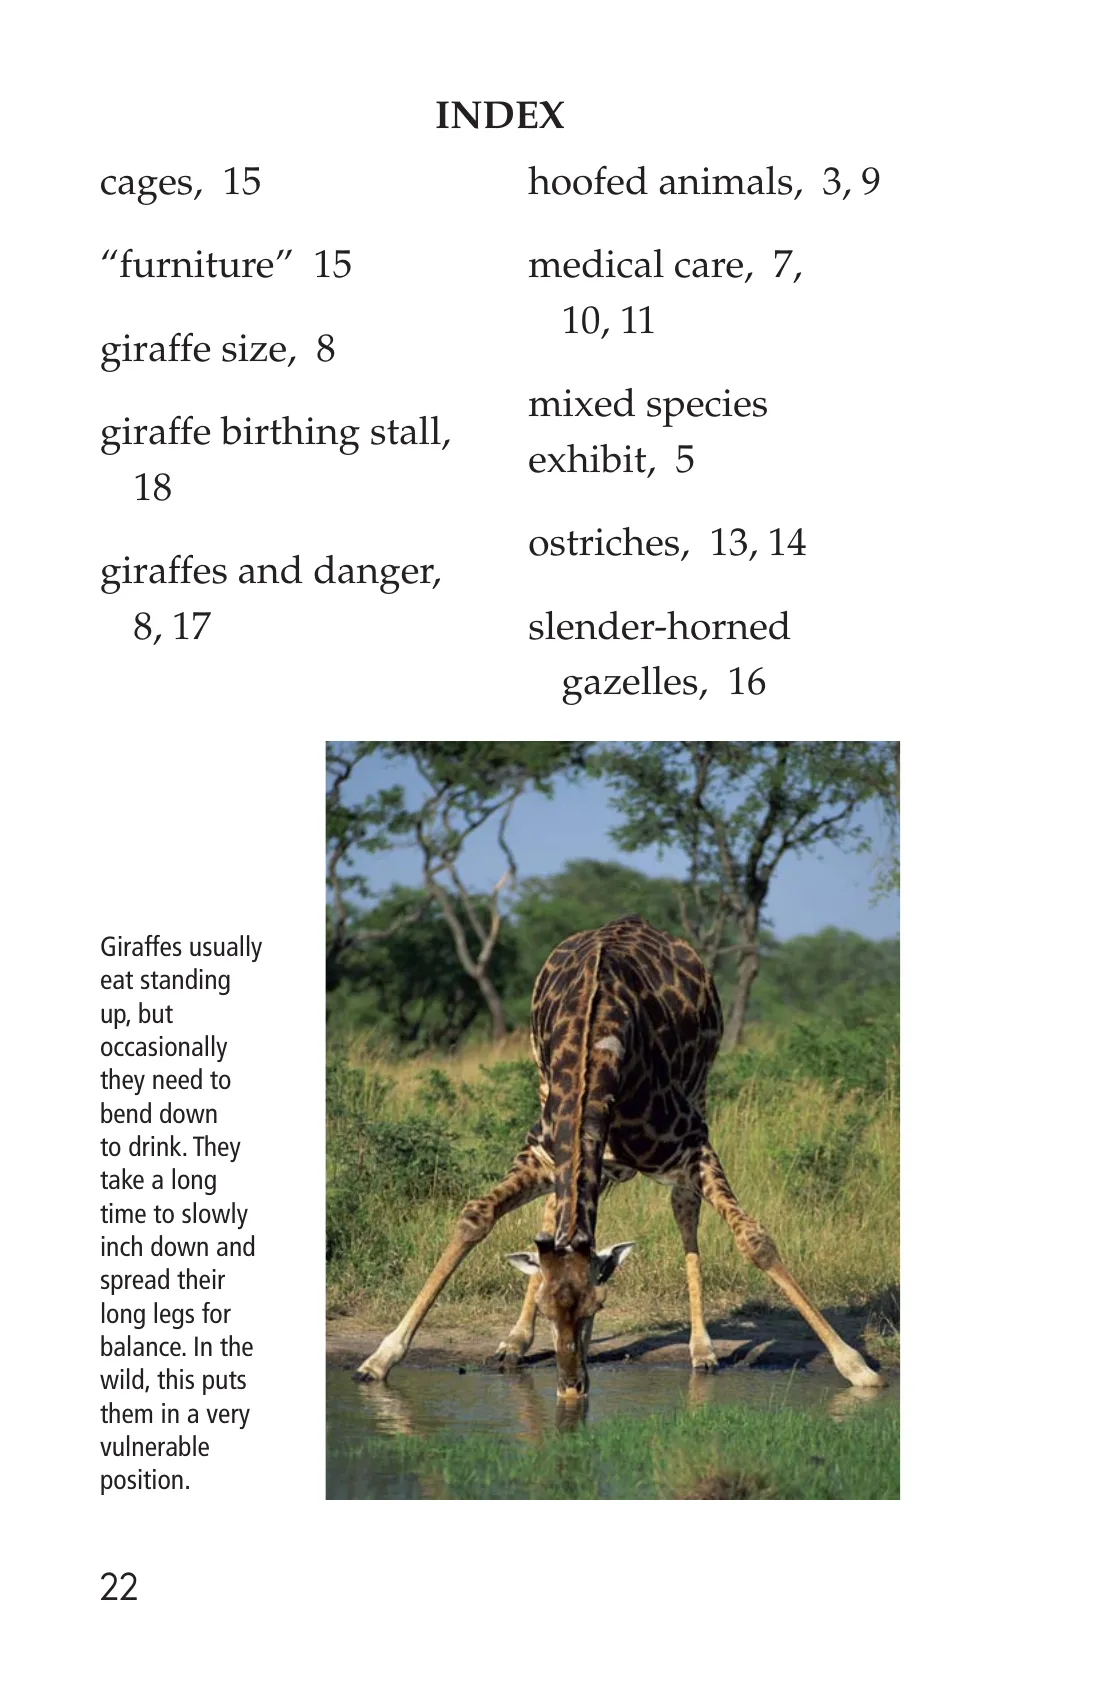 INDEX
cages,  15
“furniture”  15
giraffe size,  8
giraffe birthing stall,
18
giraffes and danger,
8, 17
hoofed animals,  3, 9
medical care,  7,
10, 11
mixed species
exhibit,  5
ostriches,  13, 14
slender-horned
gazelles,  16
Giraffes usually
eat standing
up, but
occasionally
they need to
bend down
to drink. They
take a long
time to slowly
inch down and
spread their
long legs for
balance. In the
wild, this puts
them in a very
vulnerable
position.
22